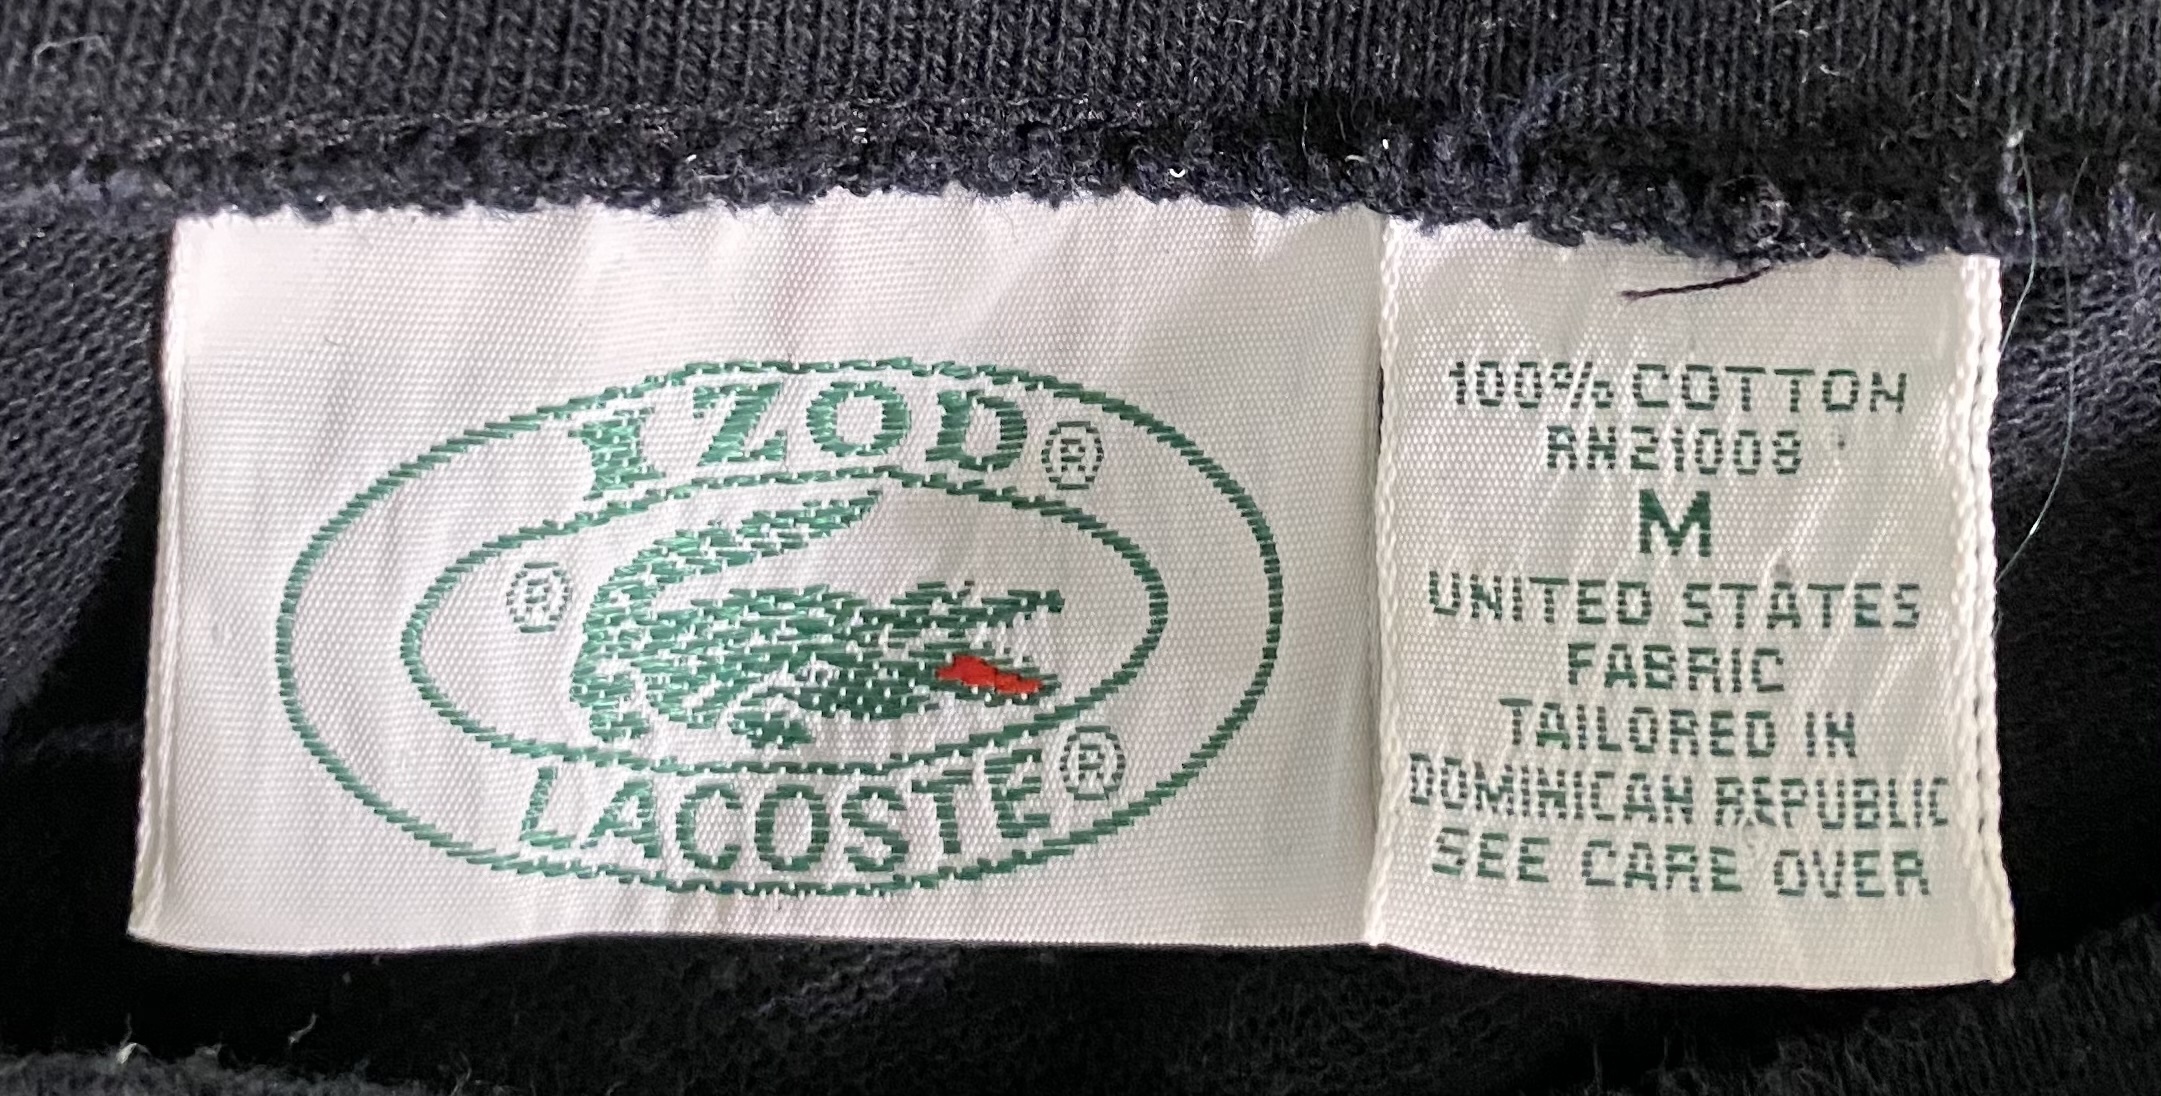 IZOD®
®
LACOSTE®
100% COTTON
RN21008
M
UNITED STATES
FABRIC
TAILORED IN
DOMINICAN REPUBLIC
SEE CARE OVER